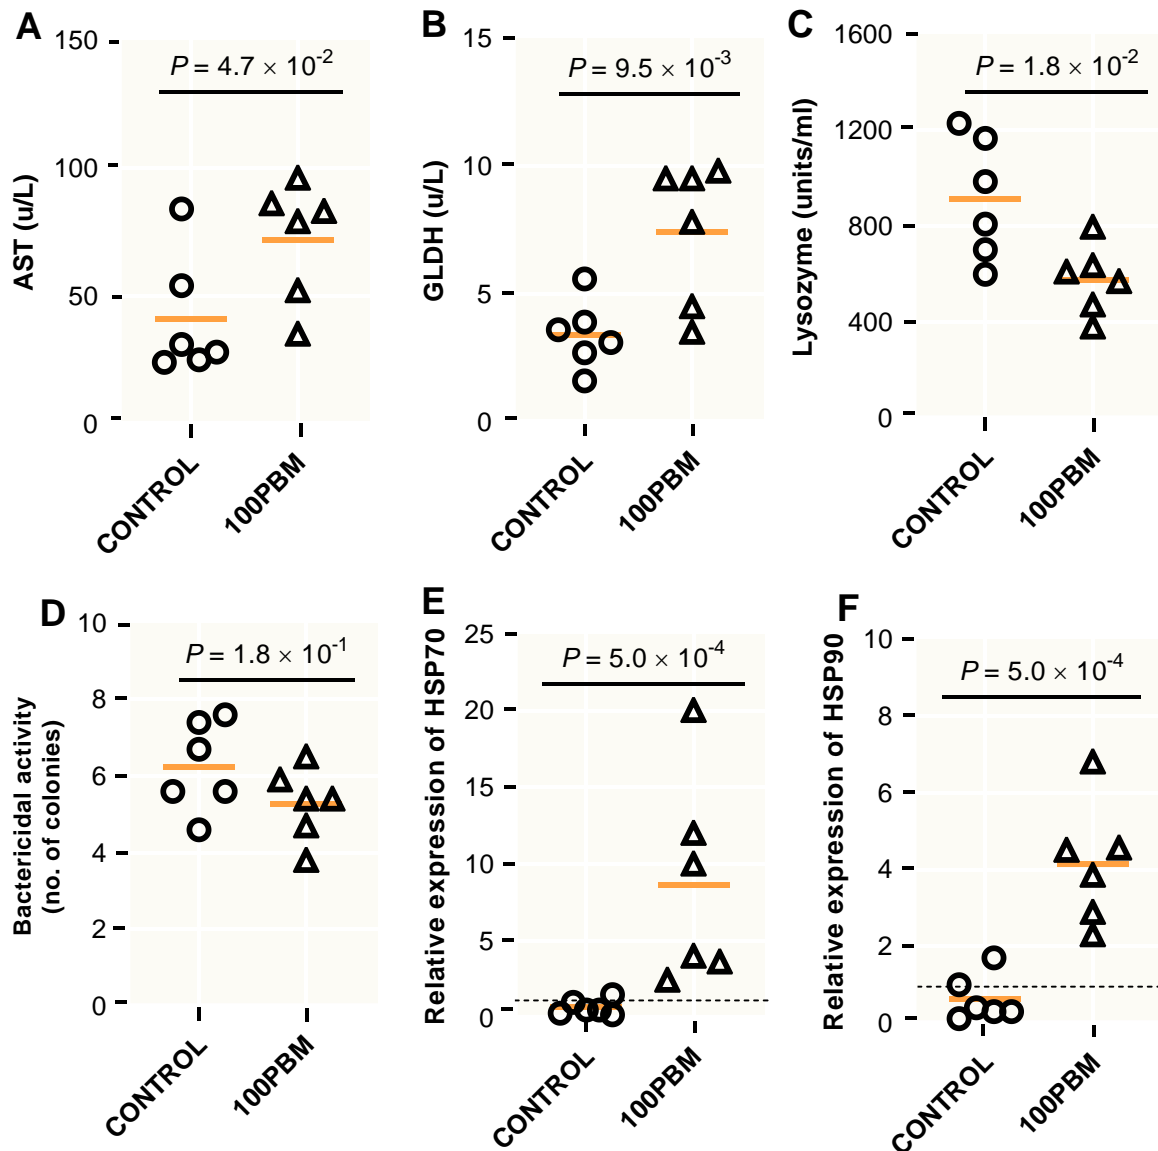 A
AST (u/L)
150
100
50
0
P = 4.7 × 10⁻²
CONTROL
100PBM
B
GLDH (u/L)
15
10
5
0
P = 9.5 × 10⁻³
CONTROL
100PBM
C
Lysozyme (units/ml)
1600
1200
800
400
0
P = 1.8 × 10⁻²
CONTROL
100PBM
D
Bactericidal activity
(no. of colonies)
10
8
6
4
2
0
P = 1.8 × 10⁻¹
CONTROL
100PBM
E
Relative expression of HSP70
25
20
15
10
5
0
P = 5.0 × 10⁻⁴
CONTROL
100PBM
F
Relative expression of HSP90
10
8
6
4
2
0
P = 5.0 × 10⁻⁴
CONTROL
100PBM